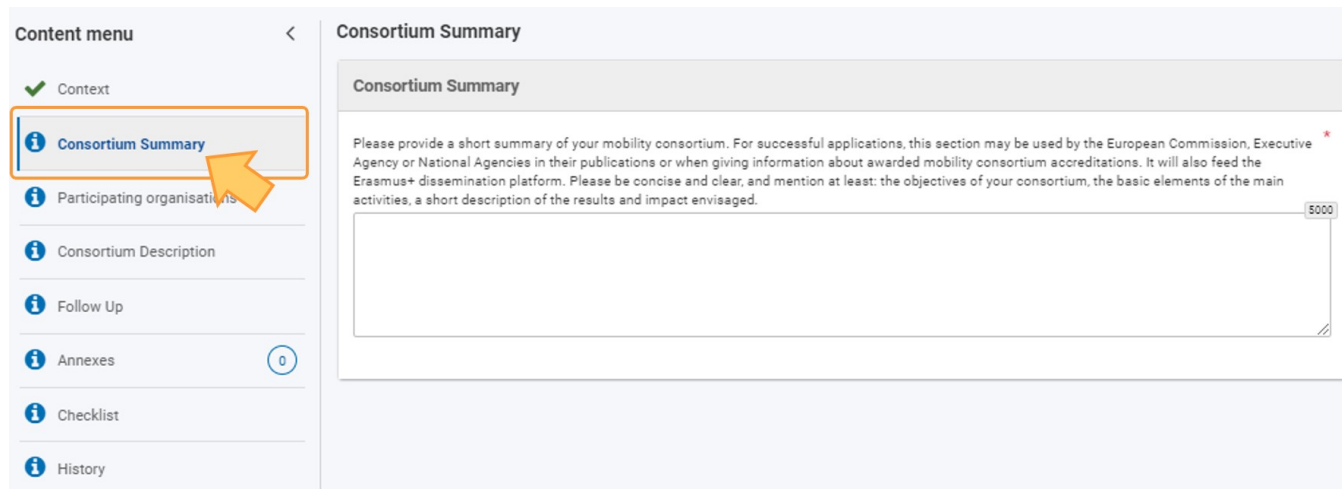 Content menu
Context
Consortium Summary
Participating organisations
Consortium Description
Follow Up
Annexes
0
Checklist
History
Consortium Summary
Consortium Summary
Please provide a short summary of your mobility consortium. For successful applications, this section may be used by the European Commission, Executive *
Agency or National Agencies in their publications or when giving information about awarded mobility consortium accreditations. It will also feed the
Erasmus+ dissemination platform. Please be concise and clear, and mention at least: the objectives of your consortium, the basic elements of the main
activities, a short description of the results and impact envisaged.
5000